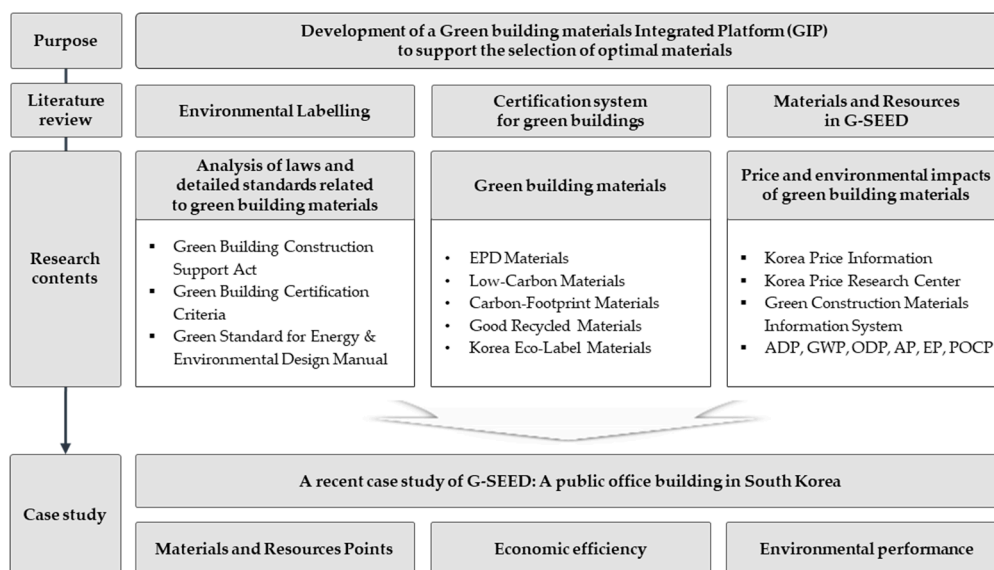 Purpose
Development of a Green building materials Integrated Platform (GIP)
to support the selection of optimal materials
Literature
review
Environmental Labelling
Certification system
for green buildings
Materials and Resources
in G-SEED
Research
contents
Analysis of laws and
detailed standards related
to green building materials
▪ Green Building Construction
Support Act
▪ Green Building Certification
Criteria
▪ Green Standard for Energy &
Environmental Design Manual
Green building materials
• EPD Materials
• Low-Carbon Materials
• Carbon-Footprint Materials
• Good Recycled Materials
• Korea Eco-Label Materials
Price and environmental impacts
of green building materials
▪ Korea Price Information
▪ Korea Price Research Center
▪ Green Construction Materials
Information System
▪ ADP, GWP, ODP, AP, EP, POCP
Case study
A recent case study of G-SEED: A public office building in South Korea
Materials and Resources Points
Economic efficiency
Environmental performance